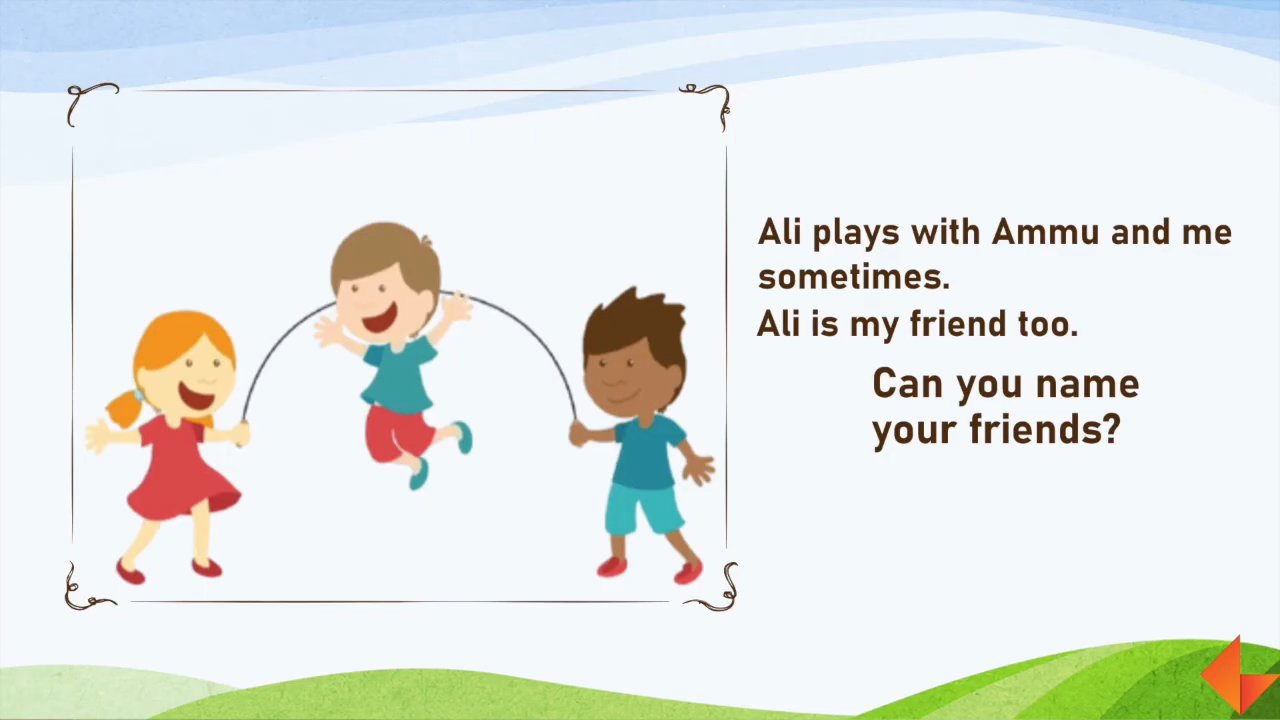 Ali plays with Ammu and me
sometimes.
Ali is my friend too.
Can you name
your friends?